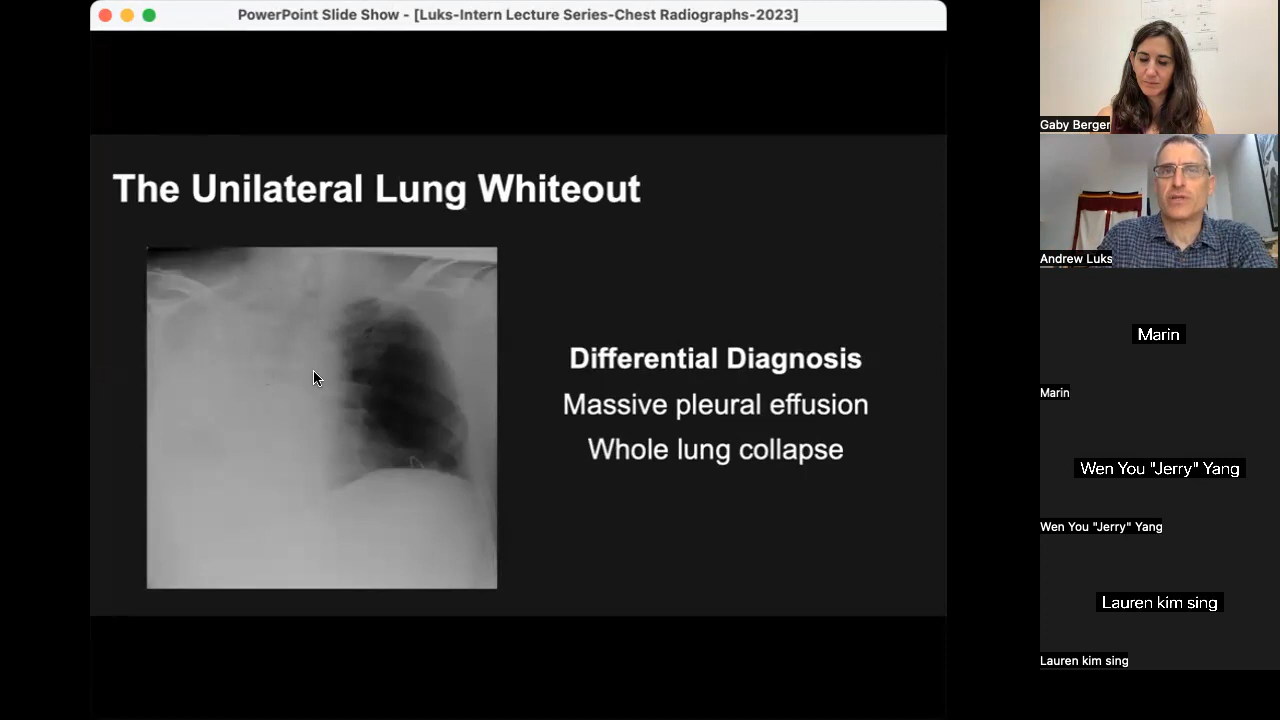 PowerPoint Slide Show - [Luks-Intern Lecture Series-Chest Radiographs-2023]
The Unilateral Lung Whiteout
Differential Diagnosis
Massive pleural effusion
Whole lung collapse
Gaby Berger
Andrew Luks
Marin
Marin
Wen You "Jerry" Yang
Wen You "Jerry" Yang
Lauren kim sing
Lauren kim sing